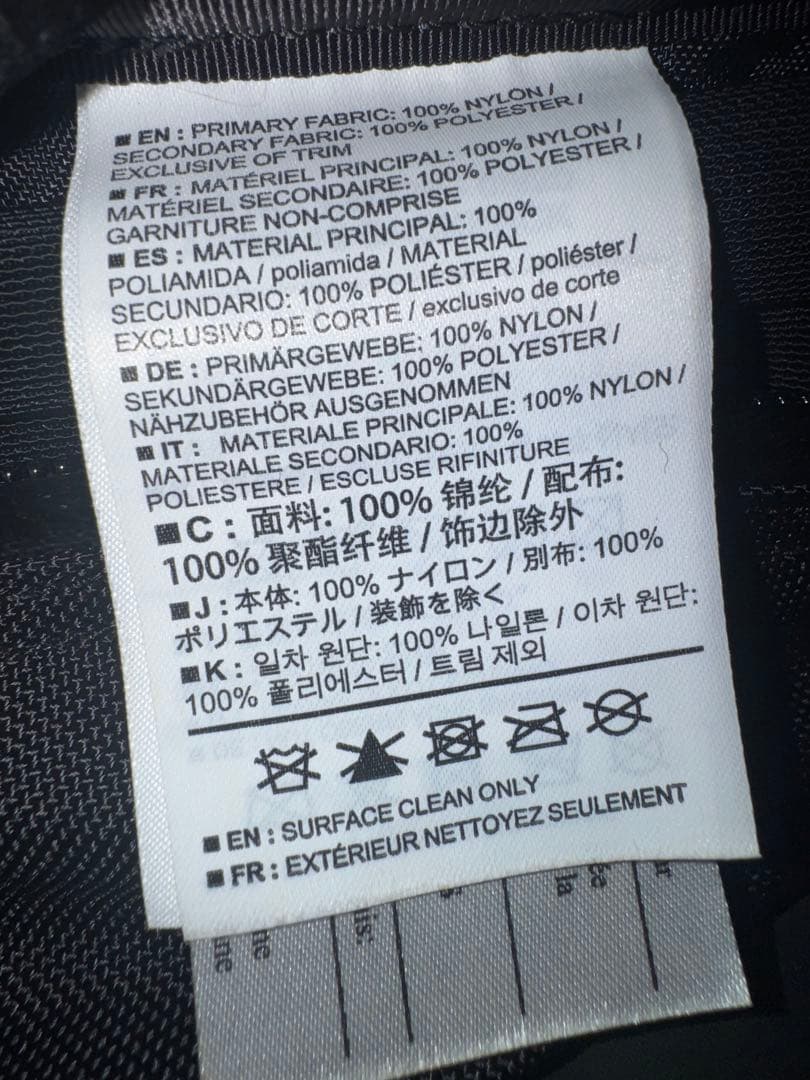 ■ EN : PRIMARY FABRIC: 100% NYLON /
SECONDARY FABRIC: 100% POLYESTER /
EXCLUSIVE OF TRIM
■ FR : MATÉRIEL PRINCIPAL: 100% NYLON /
MATÉRIEL SECONDAIRE: 100% POLYESTER /
GARNITURE NON-COMPRISE
■ ES : MATERIAL PRINCIPAL: 100%
POLIAMIDA / poliamida / MATERIAL
SECUNDARIO: 100% POLIÉSTER / poliéster /
EXCLUSIVO DE CORTE / exclusivo de corte
■ DE : PRIMÄRGEWEBE: 100% NYLON /
SEKUNDÄRGEWEBE: 100% POLYESTER /
NÄHZUBEHÖR AUSGENOMMEN
■ IT : MATERIALE PRINCIPALE: 100% NYLON /
MATERIALE SECONDARIO: 100%
POLIESTERE / ESCLUSE RIFINITURE
■ C : 面料: 100% 锦纶 / 配布:
100% 聚酯纤维 / 饰边除外
■ J : 本体: 100% ナイロン / 別布: 100%
ポリエステル / 装飾を除く
■ K : 일차 원단: 100% 나일론 / 이차 원단:
100% 폴리에스터 / 트림 제외
■ EN : SURFACE CLEAN ONLY
■ FR : EXTÉRIEUR NETTOYEZ SEULEMENT